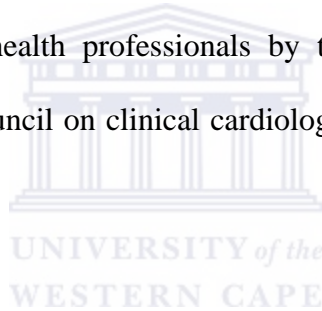 health professionals by t
uncil on clinical cardiolog
UNIVERSITY of the
WESTERN CAPE